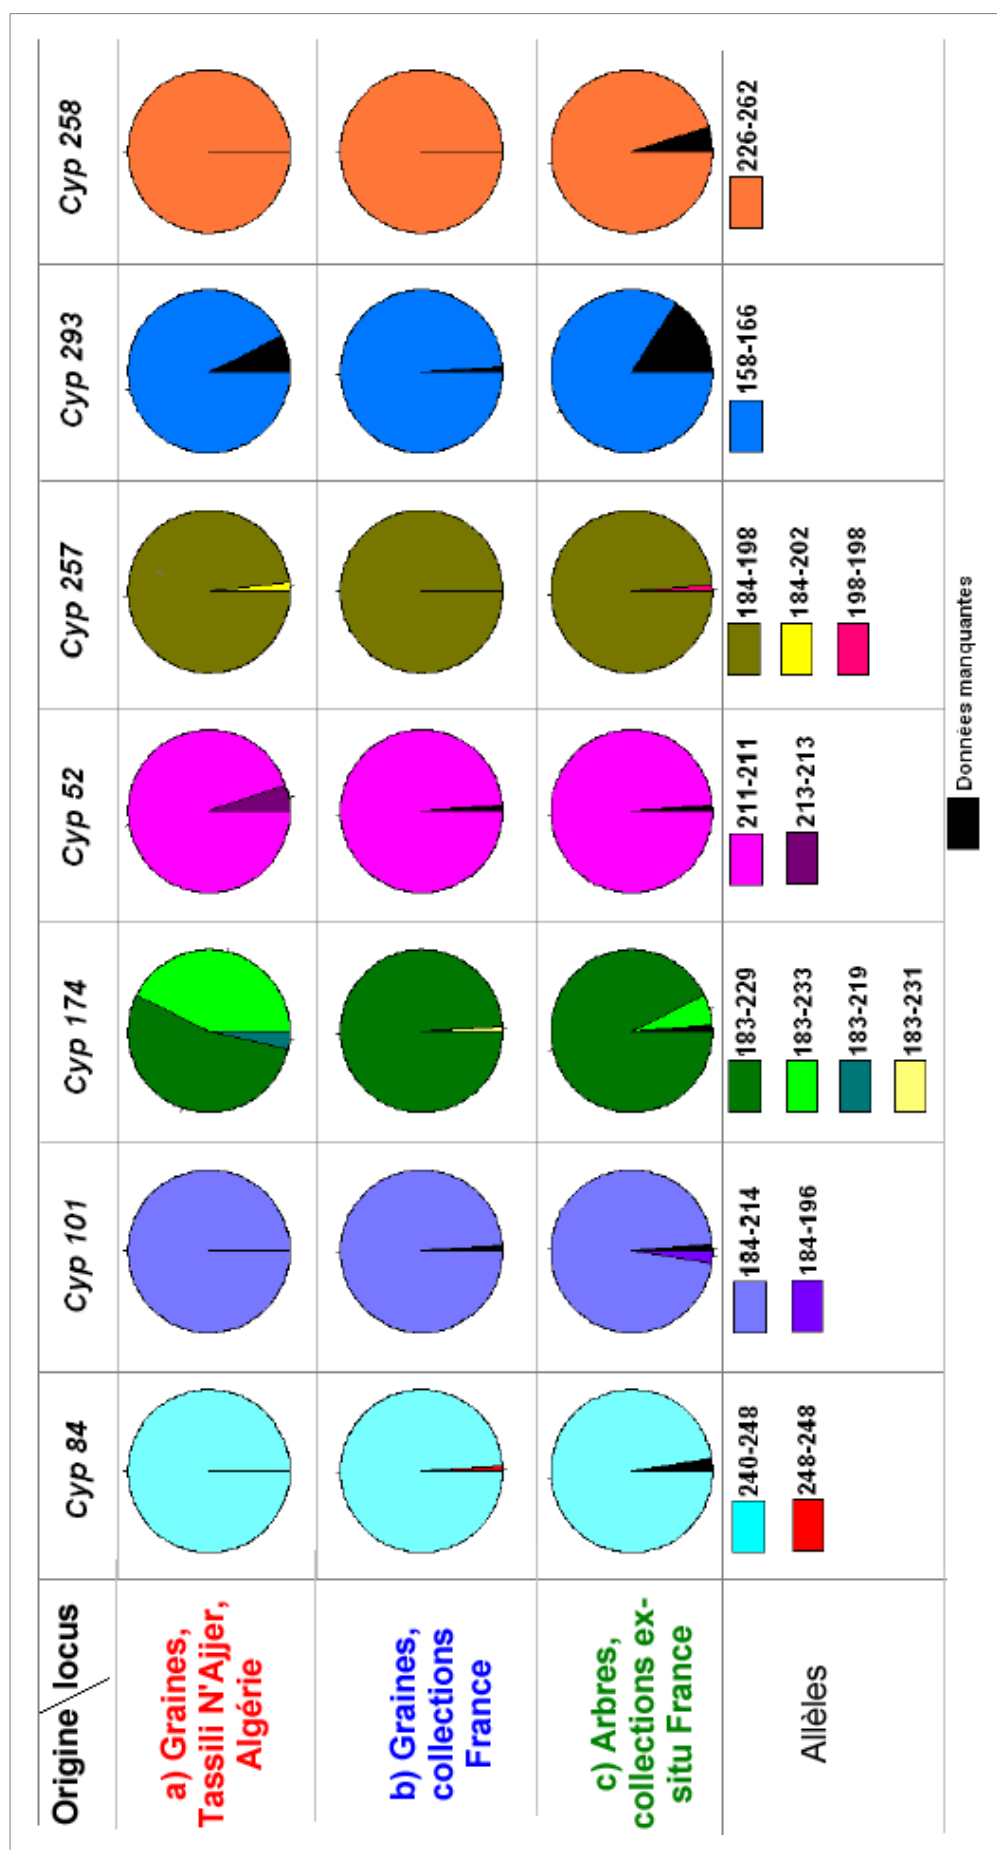 Origine / locus
Cyp 84
Cyp 101
Cyp 174
Cyp 52
Cyp 257
Cyp 293
Cyp 258
a) Graines,
Tassili N'Ajjer,
Algérie
b) Graines,
collections
France
c) Arbres,
collections ex-
situ France
Allèles
240-248
248-248
184-214
184-196
183-229
183-233
183-219
183-231
211-211
213-213
184-198
184-202
198-198
158-166
226-262
Données manquantes